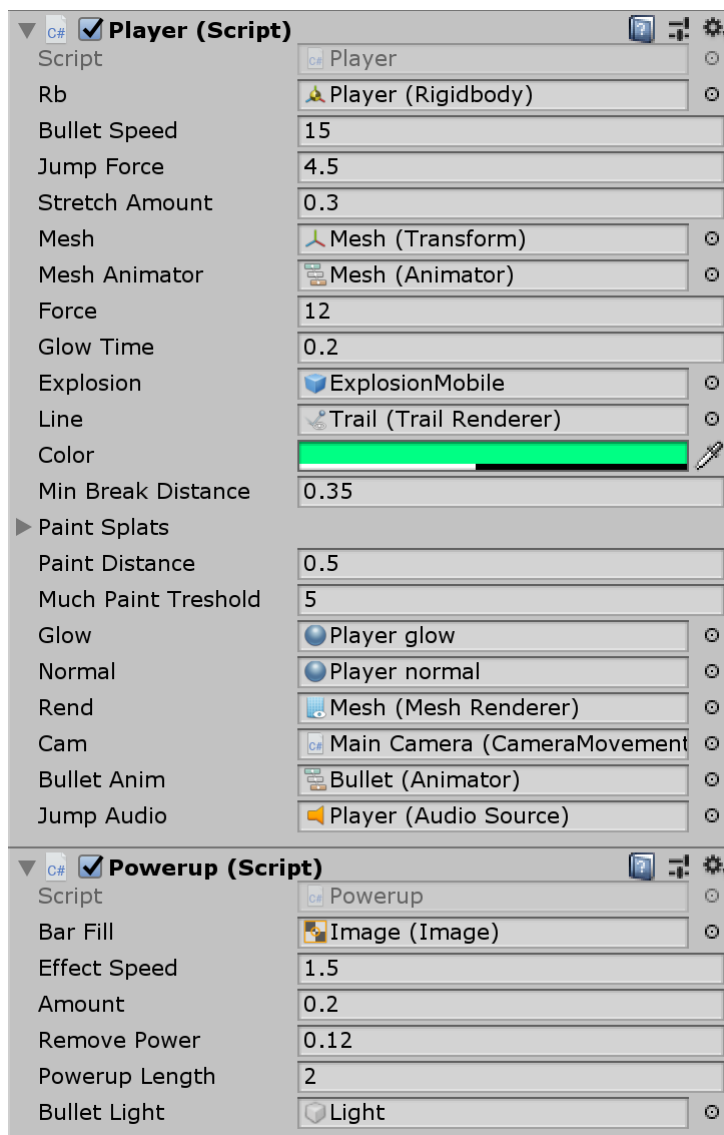 Player (Script)
Script Player
Rb Player (Rigidbody)
Bullet Speed 15
Jump Force 4.5
Stretch Amount 0.3
Mesh Mesh (Transform)
Mesh Animator Mesh (Animator)
Force 12
Glow Time 0.2
Explosion ExplosionMobile
Line Trail (Trail Renderer)
Color
Min Break Distance 0.35
Paint Splats
Paint Distance 0.5
Much Paint Treshold 5
Glow Player glow
Normal Player normal
Rend Mesh (Mesh Renderer)
Cam Main Camera (CameraMovement
Bullet Anim Bullet (Animator)
Jump Audio Player (Audio Source)
Powerup (Script)
Script Powerup
Bar Fill Image (Image)
Effect Speed 1.5
Amount 0.2
Remove Power 0.12
Powerup Length 2
Bullet Light Light